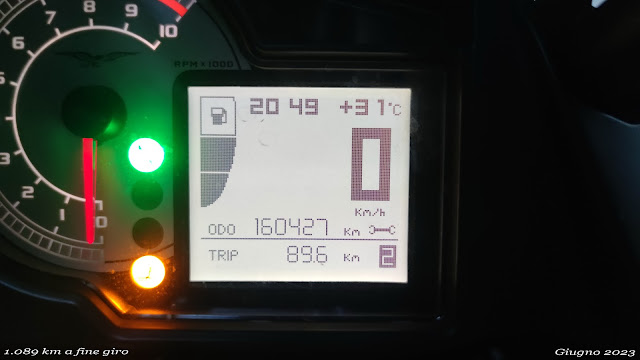 10
9
8
7
RPM×1000
3
2
1
0
20 49 +31°C
0
Km/h
ODO 160427 Km
TRIP 89.6 Km 2
1.089 km a fine giro
Giugno 2023